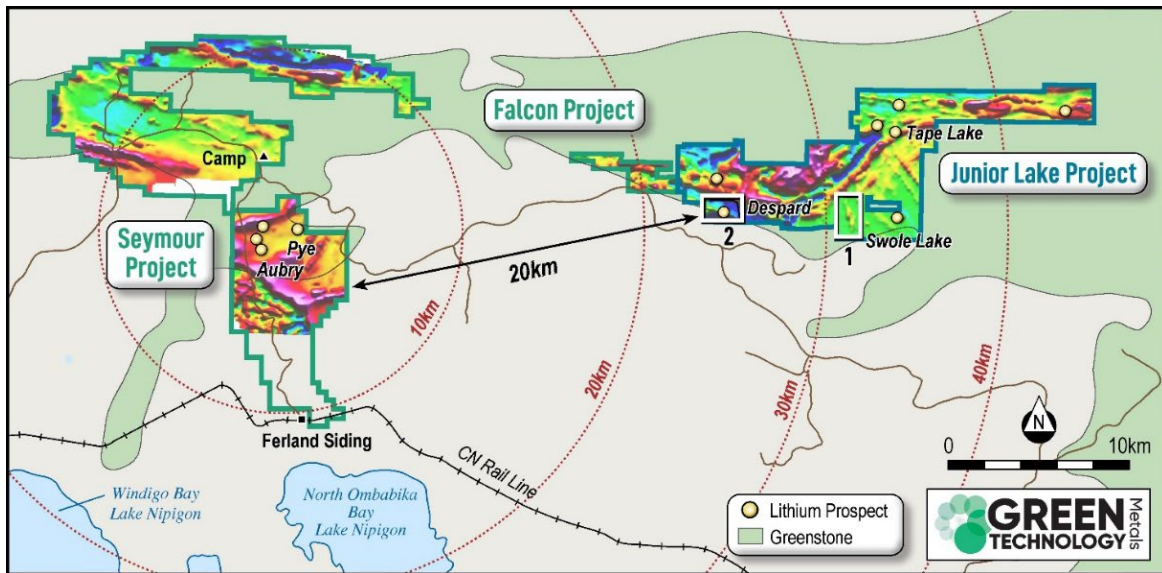 Falcon Project
Camp
Seymour
Project
Pye
Aubry
20km
Despard
2
1
Swole Lake
Tape Lake
Junior Lake Project
10km
20km
30km
40km
Ferland Siding
CN Rail Line
Windigo Bay
Lake Nipigon
North Ombabika
Bay
Lake Nipigon
N
0 10km
Lithium Prospect
Greenstone
GREEN
TECHNOLOGY
Metals